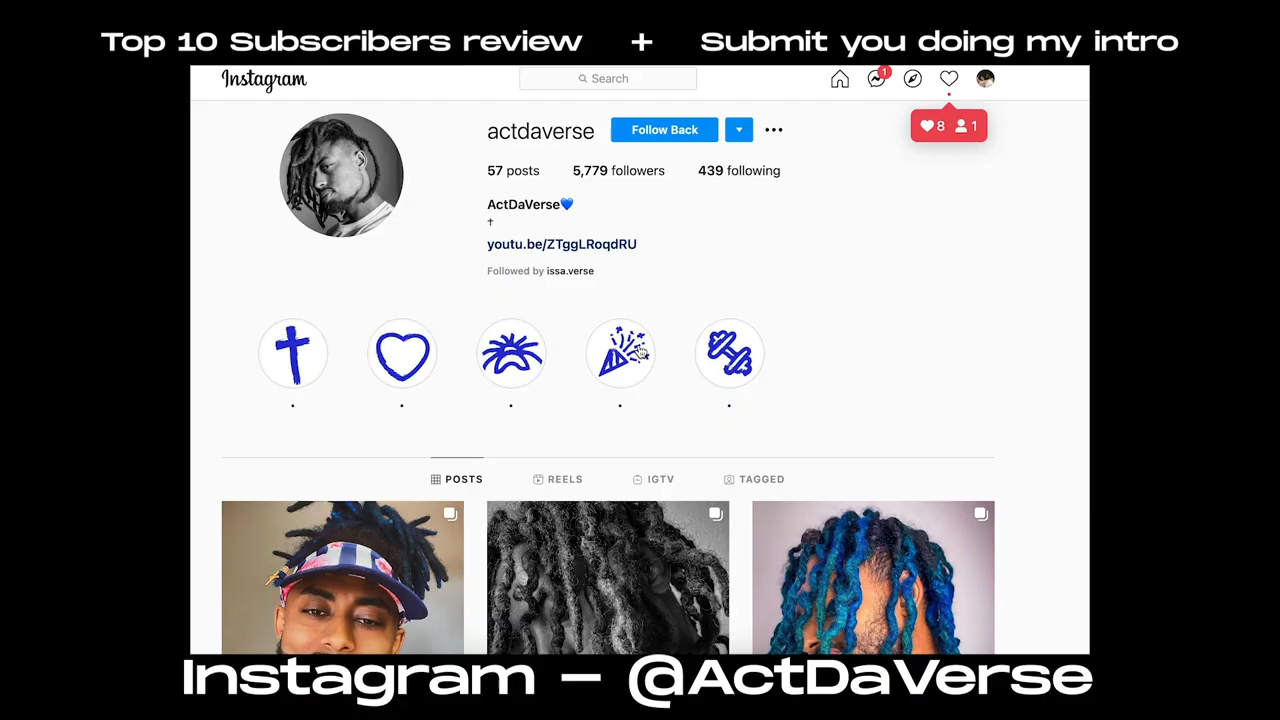 Top 10 Subscribers review + Submit you doing my intro
Instagram
Search
1
8 1
actdaverse Follow Back
57 posts 5,779 followers 439 following
ActDaVerse💙
†
youtu.be/ZTggLRoqdRU
Followed by issa.verse
POSTS REELS IGTV TAGGED
Instagram – @ActDaVerse